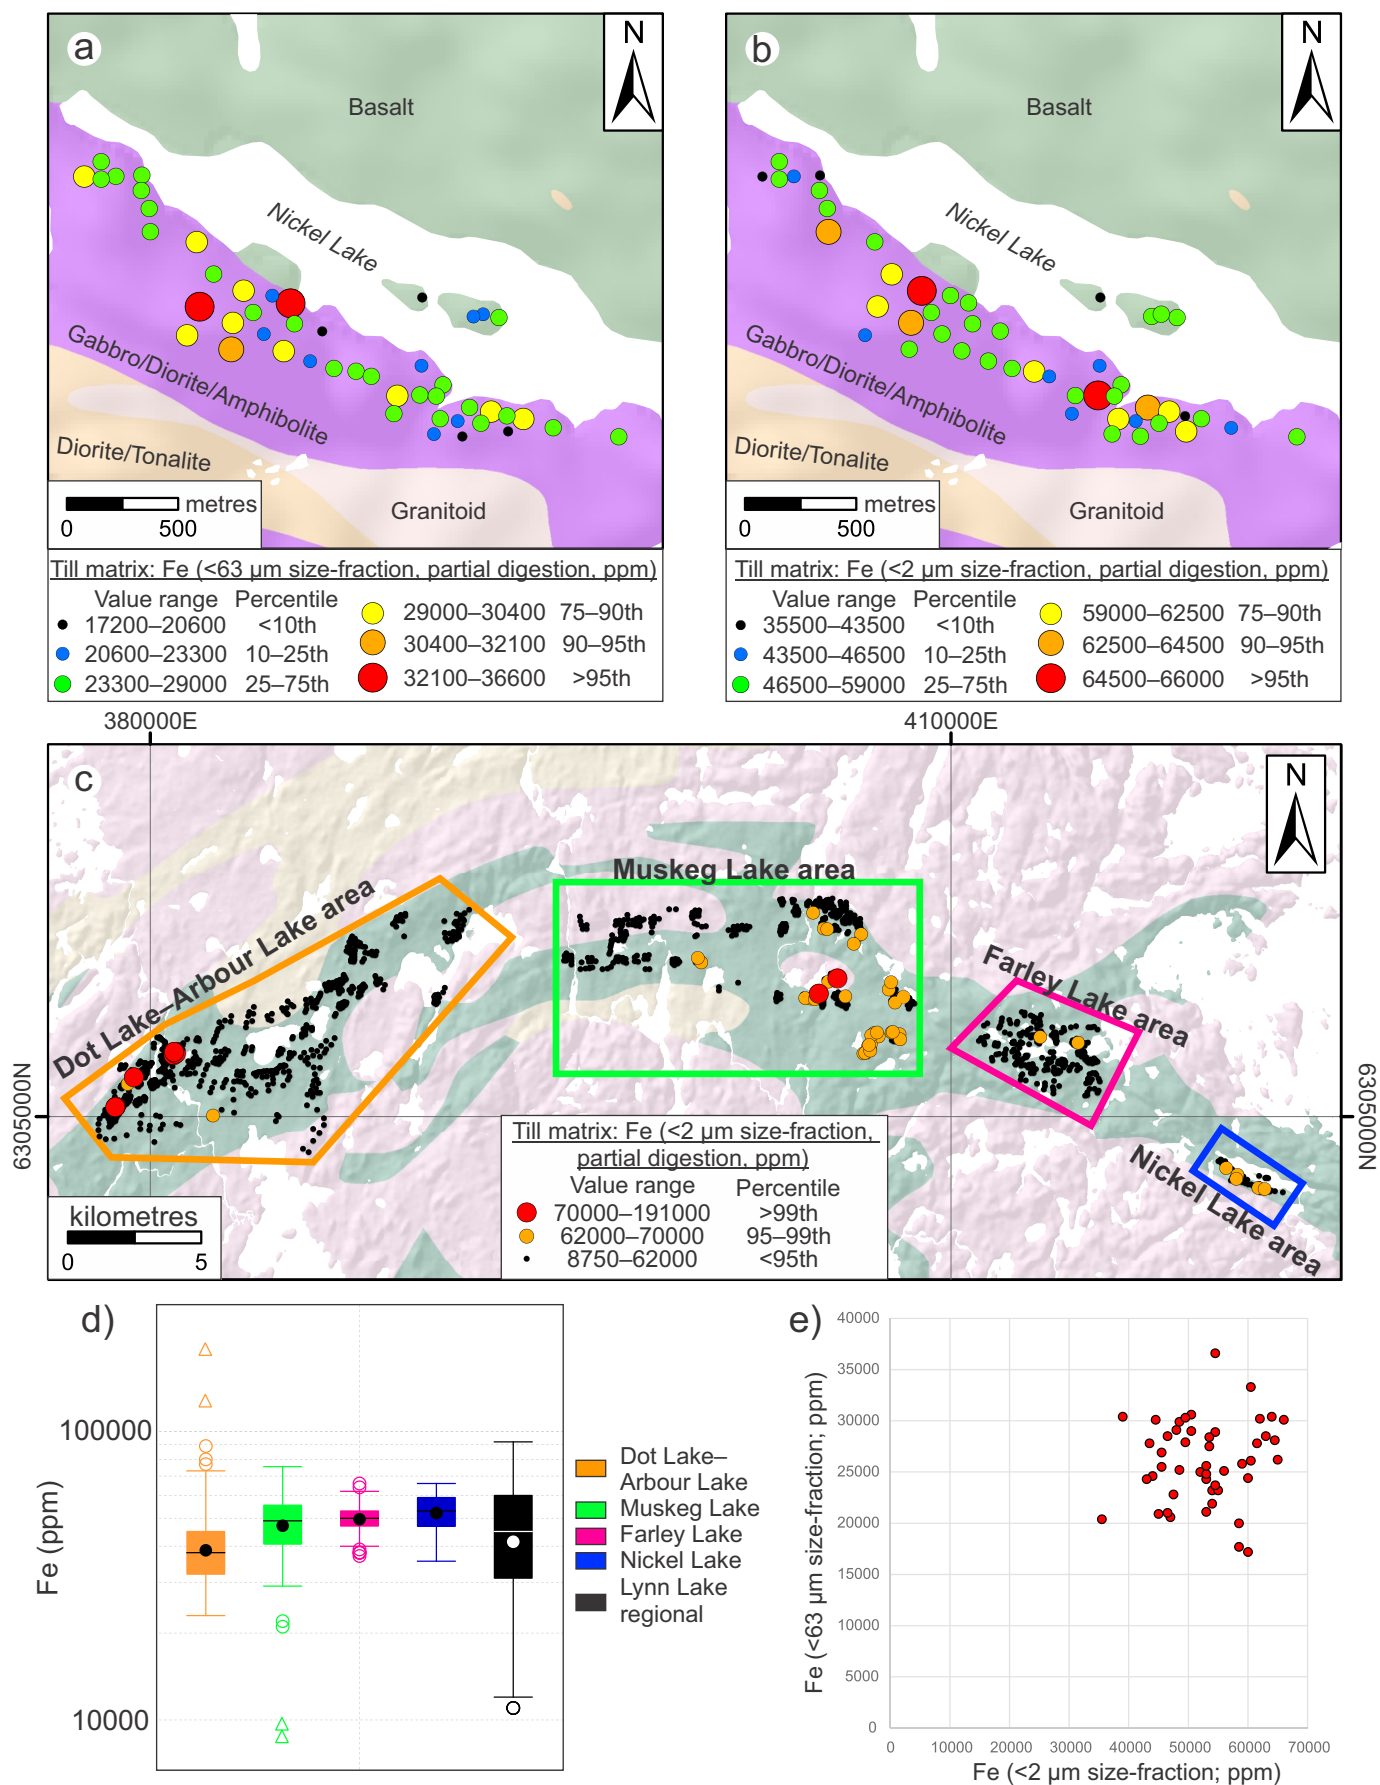 a
N
Basalt
Nickel Lake
Gabbro/Diorite/Amphibolite
Diorite/Tonalite
Granitoid
metres
0 500
Till matrix: Fe (<63 µm size-fraction, partial digestion, ppm)
Value range Percentile
17200–20600 <10th
20600–23300 10–25th
23300–29000 25–75th
29000–30400 75–90th
30400–32100 90–95th
32100–36600 >95th
b
N
Basalt
Nickel Lake
Gabbro/Diorite/Amphibolite
Diorite/Tonalite
Granitoid
metres
0 500
Till matrix: Fe (<2 µm size-fraction, partial digestion, ppm)
Value range Percentile
35500–43500 <10th
43500–46500 10–25th
46500–59000 25–75th
59000–62500 75–90th
62500–64500 90–95th
64500–66000 >95th
380000E 410000E
c
N
Muskeg Lake area
Dot Lake–Arbour Lake area
Farley Lake area
Nickel Lake area
6305000N
6305000N
kilometres
0 5
Till matrix: Fe (<2 µm size-fraction,
partial digestion, ppm)
Value range Percentile
70000–191000 >99th
62000–70000 95–99th
8750–62000 <95th
d)
100000
10000
Fe (ppm)
Dot Lake–
Arbour Lake
Muskeg Lake
Farley Lake
Nickel Lake
Lynn Lake
regional
e)
40000
35000
30000
25000
20000
15000
10000
5000
0
Fe (<63 µm size-fraction; ppm)
0 10000 20000 30000 40000 50000 60000 70000
Fe (<2 µm size-fraction; ppm)